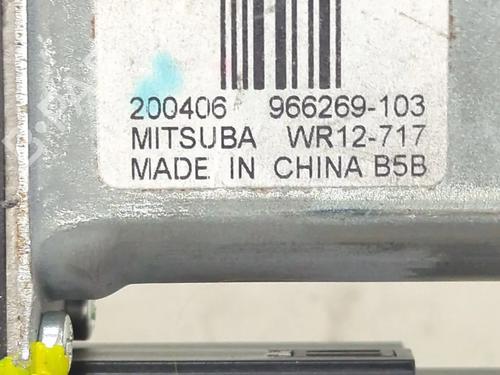 200406 966269-103
MITSUBA WR12-717
MADE IN CHINA B5B